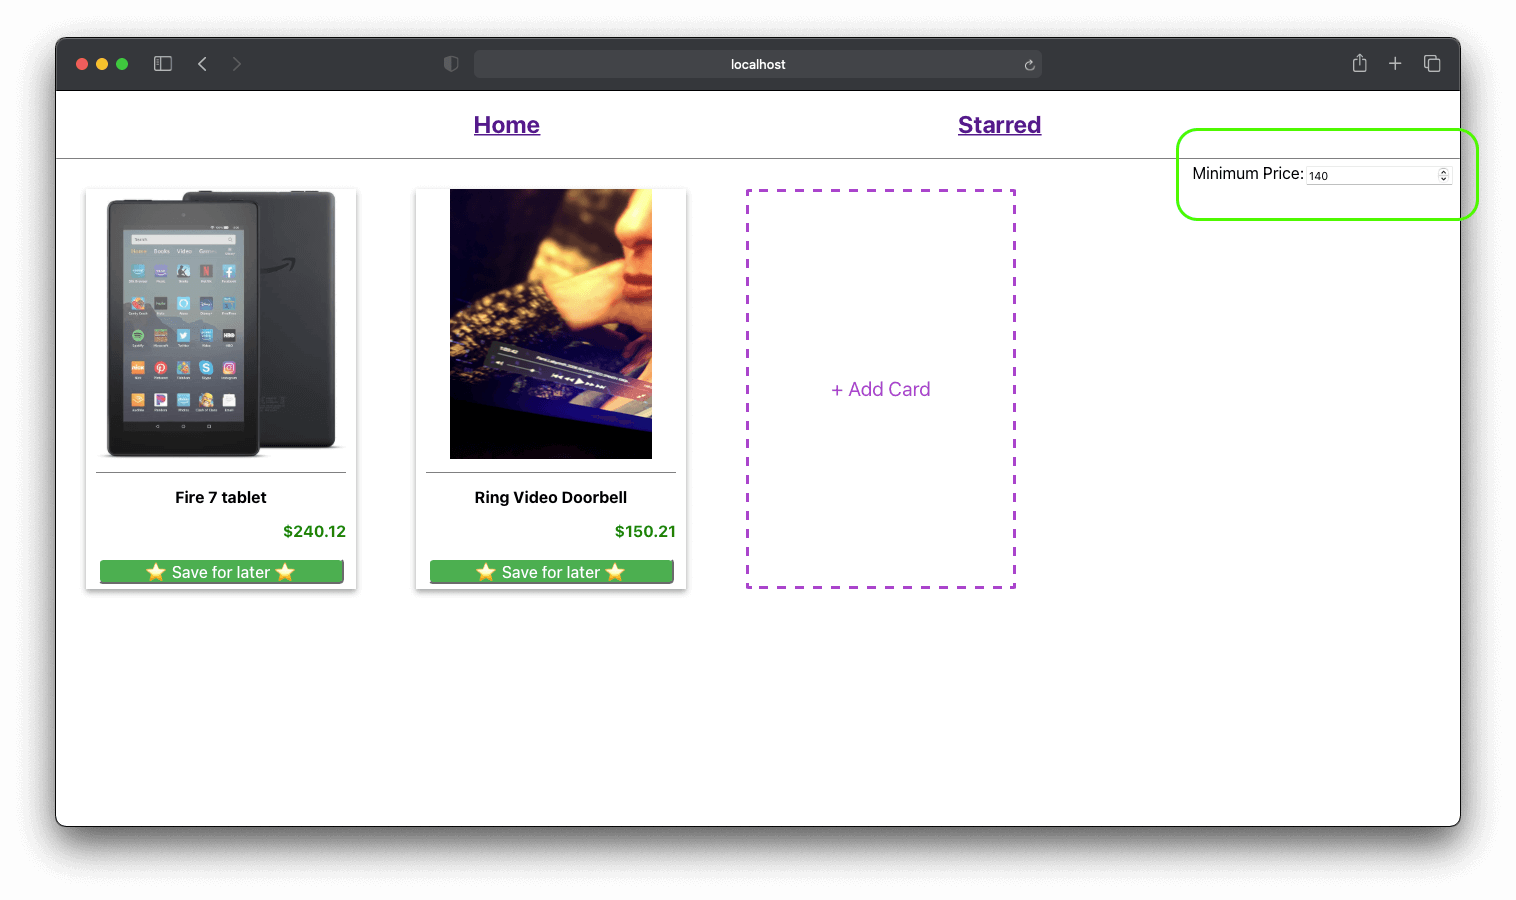 localhost
Home
Starred
Minimum Price: 140
+ Add Card
Fire 7 tablet
$240.12
⭐ Save for later ⭐
Ring Video Doorbell
$150.21
⭐ Save for later ⭐